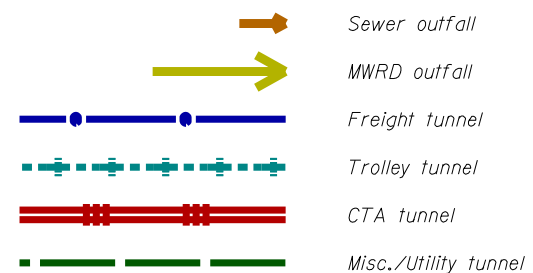 Sewer outfall
MWRD outfall
Freight tunnel
Trolley tunnel
CTA tunnel
Misc./Utility tunnel